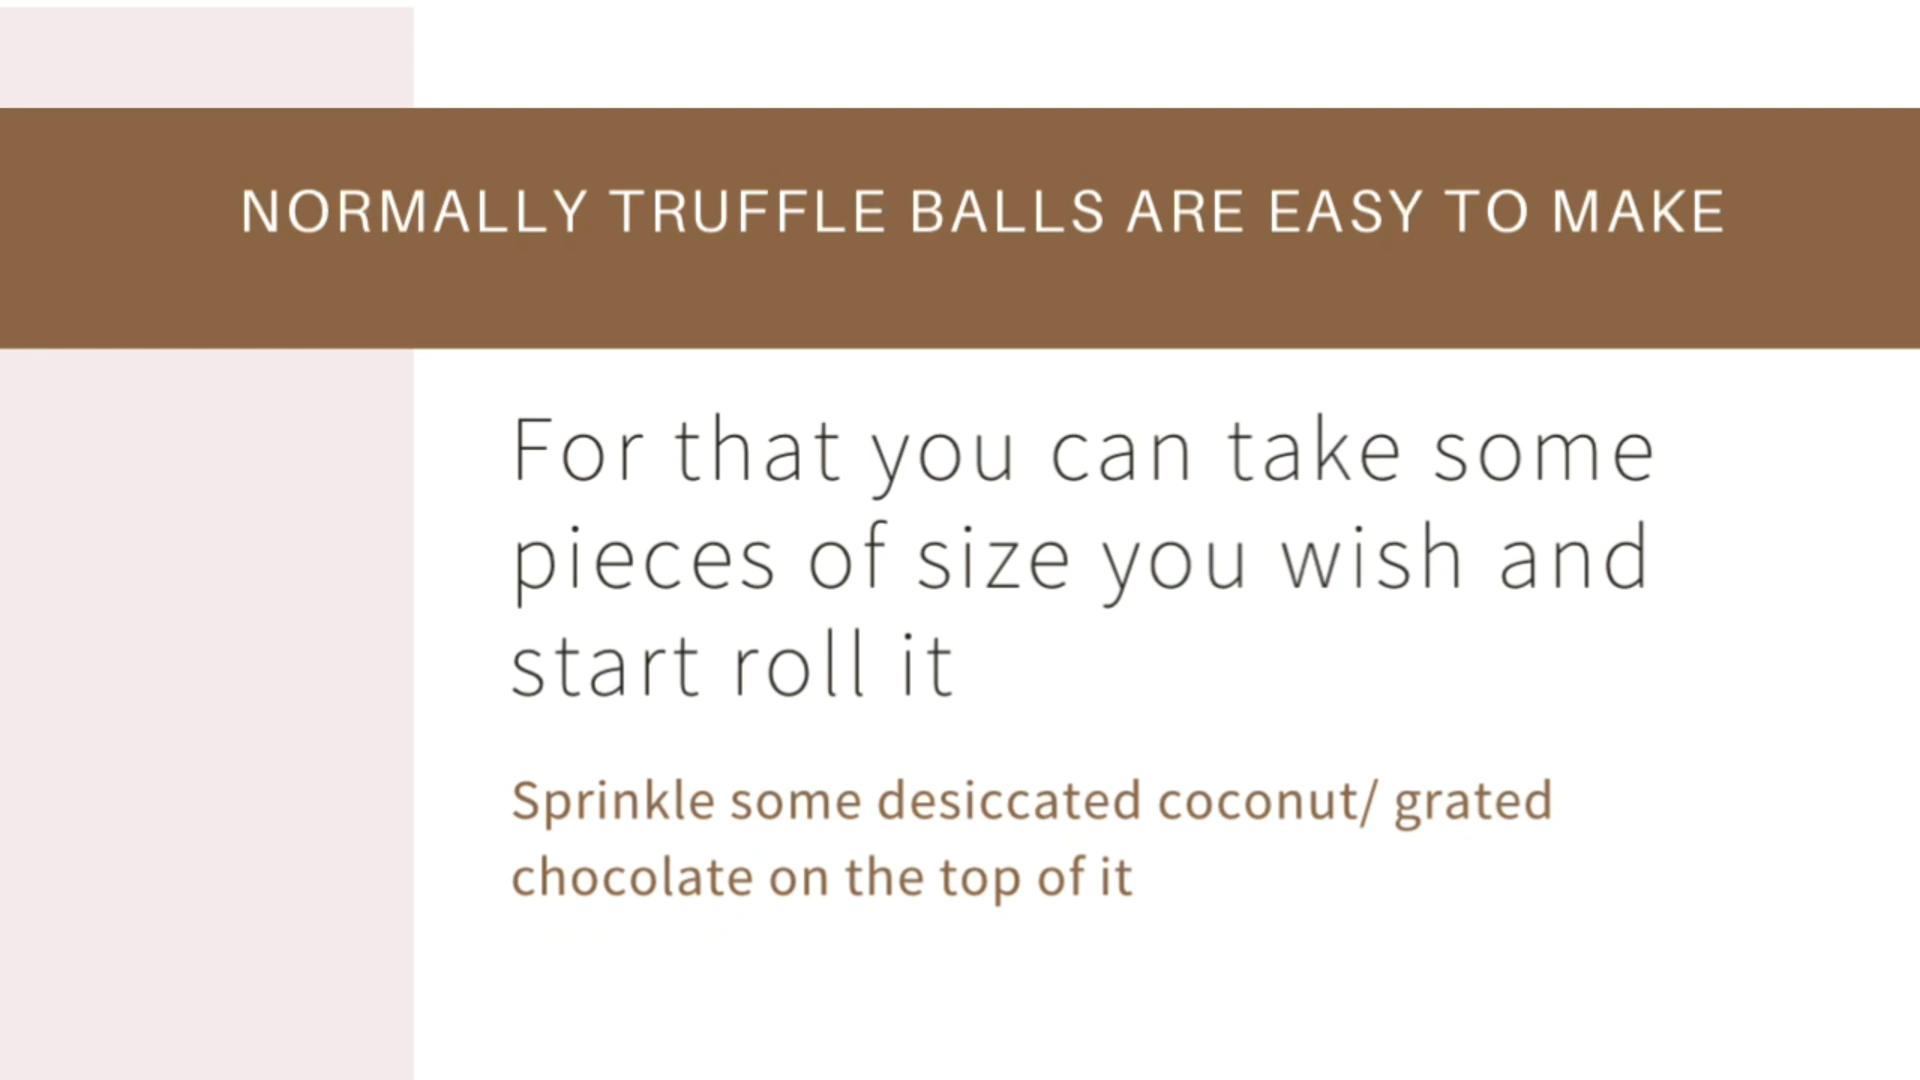 NORMALLY TRUFFLE BALLS ARE EASY TO MAKE
For that you can take some
pieces of size you wish and
start roll it
Sprinkle some desiccated coconut/ grated
chocolate on the top of it